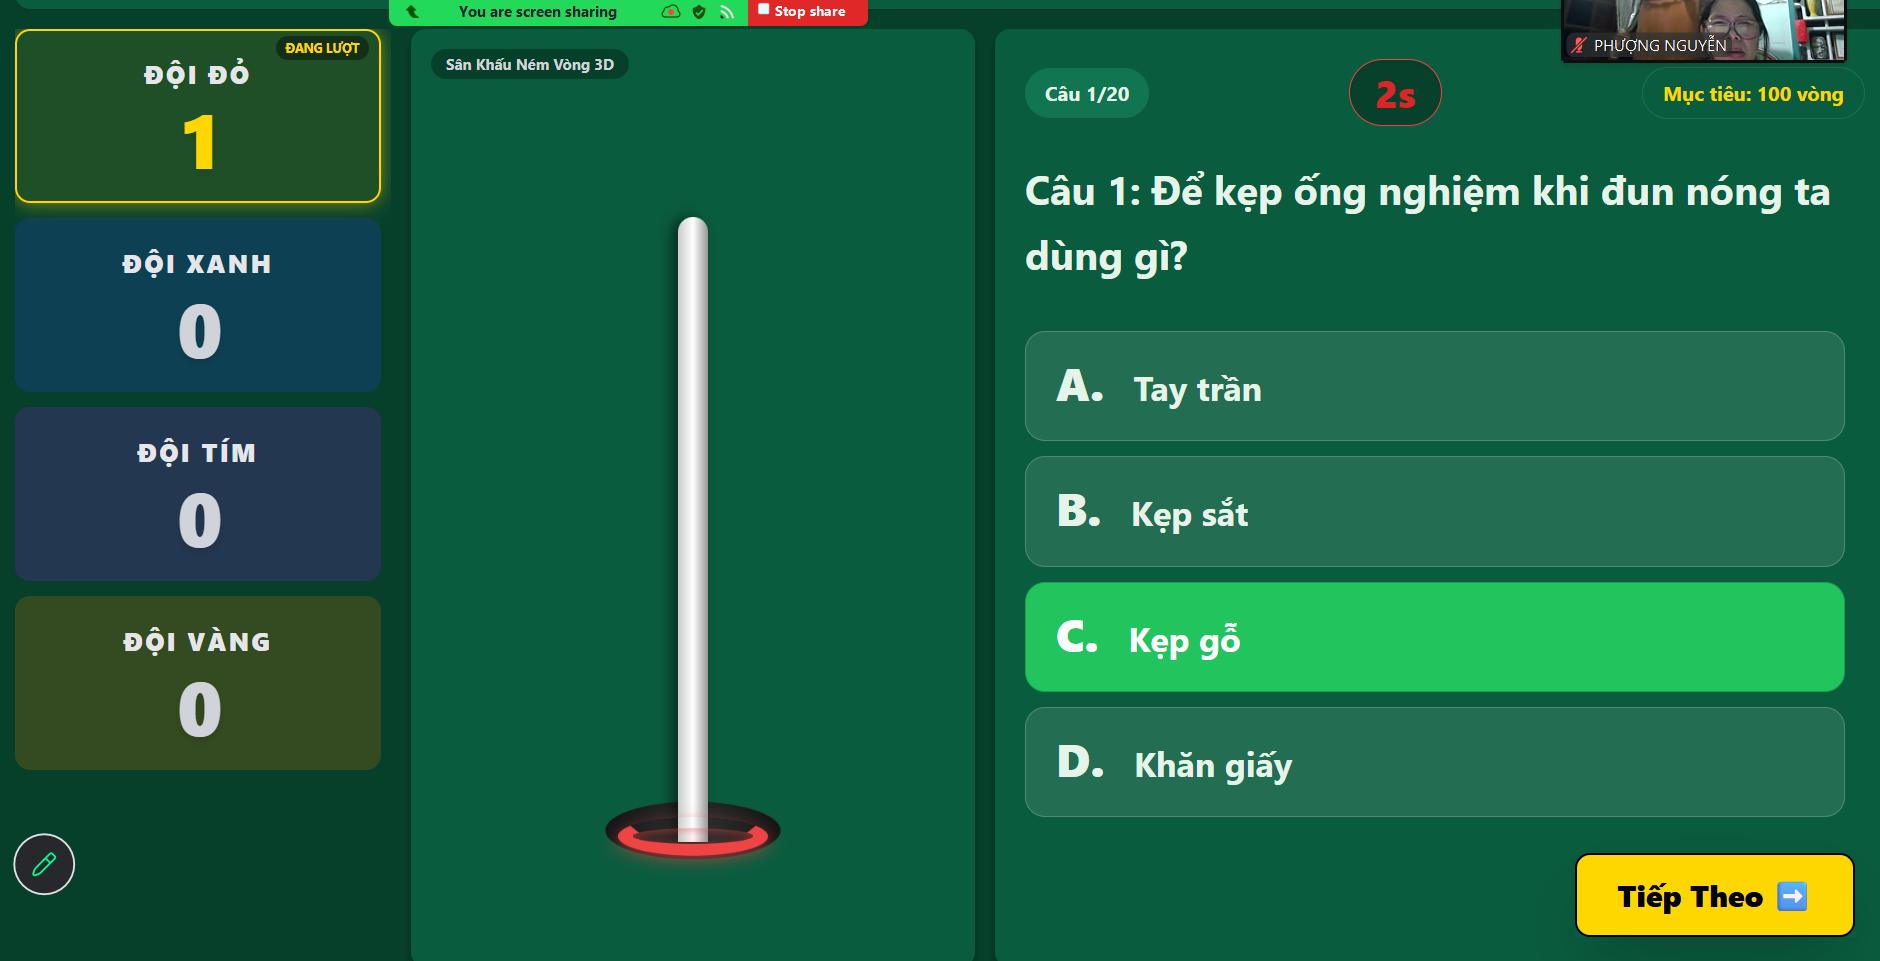 You are screen sharing
Stop share
ĐANG LƯỢT
ĐỘI ĐỎ
1
ĐỘI XANH
0
ĐỘI TÍM
0
ĐỘI VÀNG
0
Sân Khấu Ném Vòng 3D
PHƯỢNG NGUYỄN
Câu 1/20
2s
Mục tiêu: 100 vòng
Câu 1: Để kẹp ống nghiệm khi đun nóng ta
dùng gì?
A. Tay trần
B. Kẹp sắt
C. Kẹp gỗ
D. Khăn giấy
Tiếp Theo ➡️